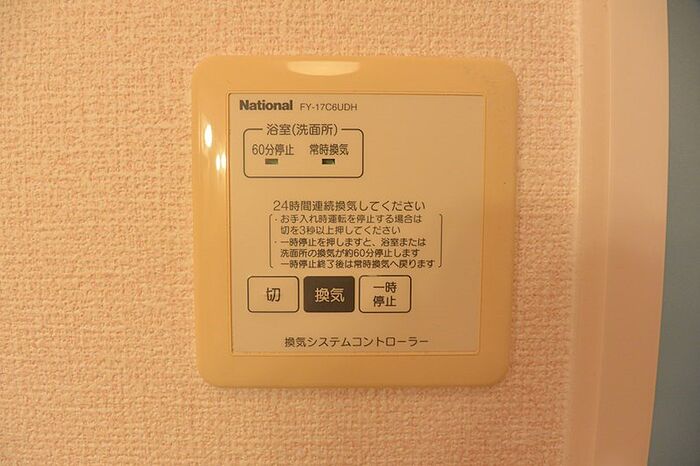 National FY-17C6UDH
浴室(洗面所)
60分停止 常時換気
24時間連続換気してください
・お手入れ時運転を停止する場合は
切を3秒以上押してください
・一時停止を押しますと、浴室または
洗面所の換気が約60分停止します
一時停止終了後は常時換気へ戻ります
切 換気 一時
停止
換気システムコントローラー